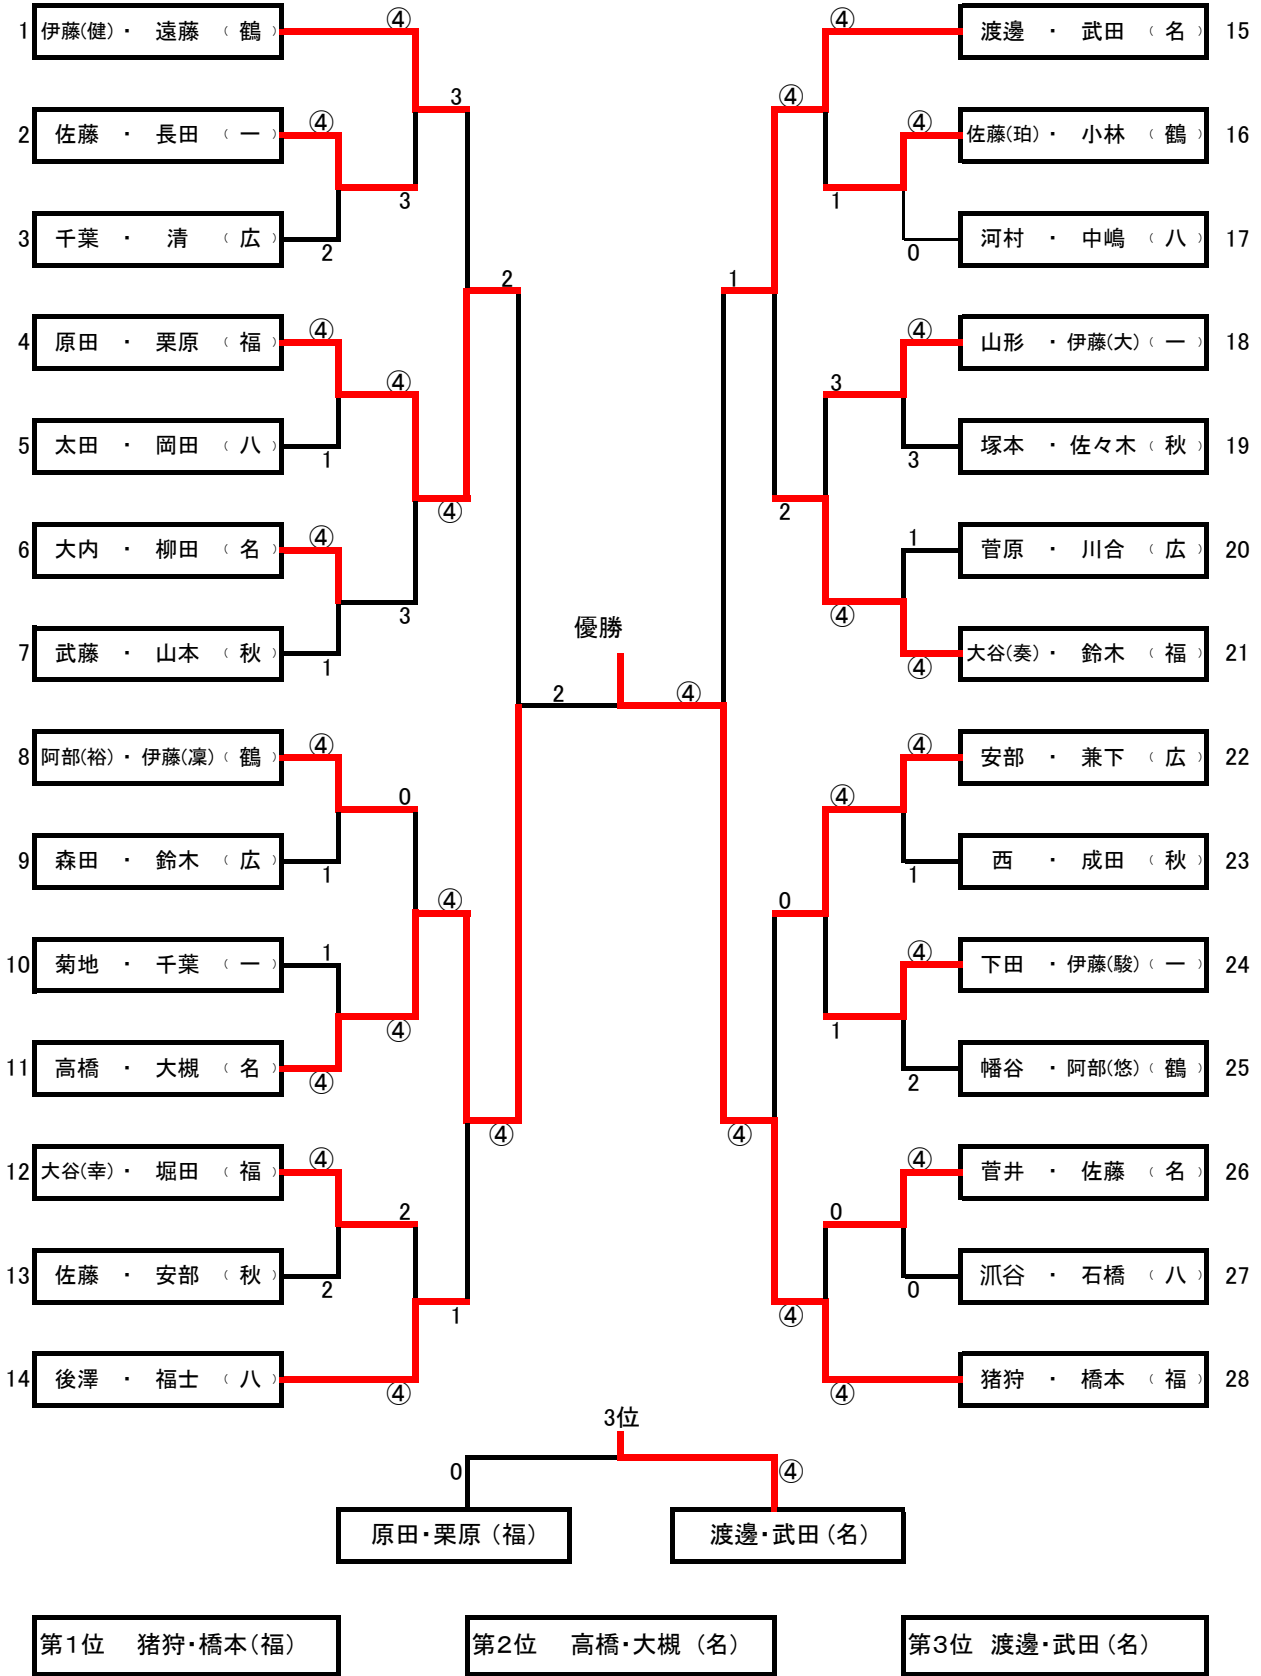 1 伊藤(健)・ 遠藤 （ 鶴 ）
④
3
2 佐藤 ・ 長田 （ 一 ）
④
3
3 千葉 ・ 清 （ 広 ）
2
2
4 原田 ・ 栗原 （ 福 ）
④
④
5 太田 ・ 岡田 （ 八 ）
1
④
6 大内 ・ 柳田 （ 名 ）
④
3
7 武藤 ・ 山本 （ 秋 ）
1
2
8 阿部(裕)・ 伊藤(凜)（ 鶴 ）
④
0
9 森田 ・ 鈴木 （ 広 ）
1
④
10 菊地 ・ 千葉 （ 一 ）
1
④
11 高橋 ・ 大槻 （ 名 ）
④
④
12 大谷(幸)・ 堀田 （ 福 ）
④
2
13 佐藤 ・ 安部 （ 秋 ）
2
1
14 後澤 ・ 福士 （ 八 ）
④
優勝
④
渡邊 ・ 武田 （ 名 ） 15
④
④
佐藤(珀)・ 小林 （ 鶴 ） 16
④
1
河村 ・ 中嶋 （ 八 ） 17
0
1
山形 ・ 伊藤(大)（ 一 ） 18
④
3
塚本 ・ 佐々木 （ 秋 ） 19
3
2
菅原 ・ 川合 （ 広 ） 20
1
④
大谷(奏)・ 鈴木 （ 福 ） 21
④
安部 ・ 兼下 （ 広 ） 22
④
④
西 ・ 成田 （ 秋 ） 23
1
0
下田 ・ 伊藤(駿)（ 一 ） 24
④
1
幡谷 ・ 阿部(悠)（ 鶴 ） 25
2
④
菅井 ・ 佐藤 （ 名 ） 26
④
0
派谷 ・ 石橋 （ 八 ） 27
0
④
猪狩 ・ 橋本 （ 福 ） 28
④
3位
0
④
原田・栗原（福）
渡邊・武田（名）
第1位 猪狩・橋本（福）
第2位 高橋・大槻 （名）
第3位 渡邊・武田（名）